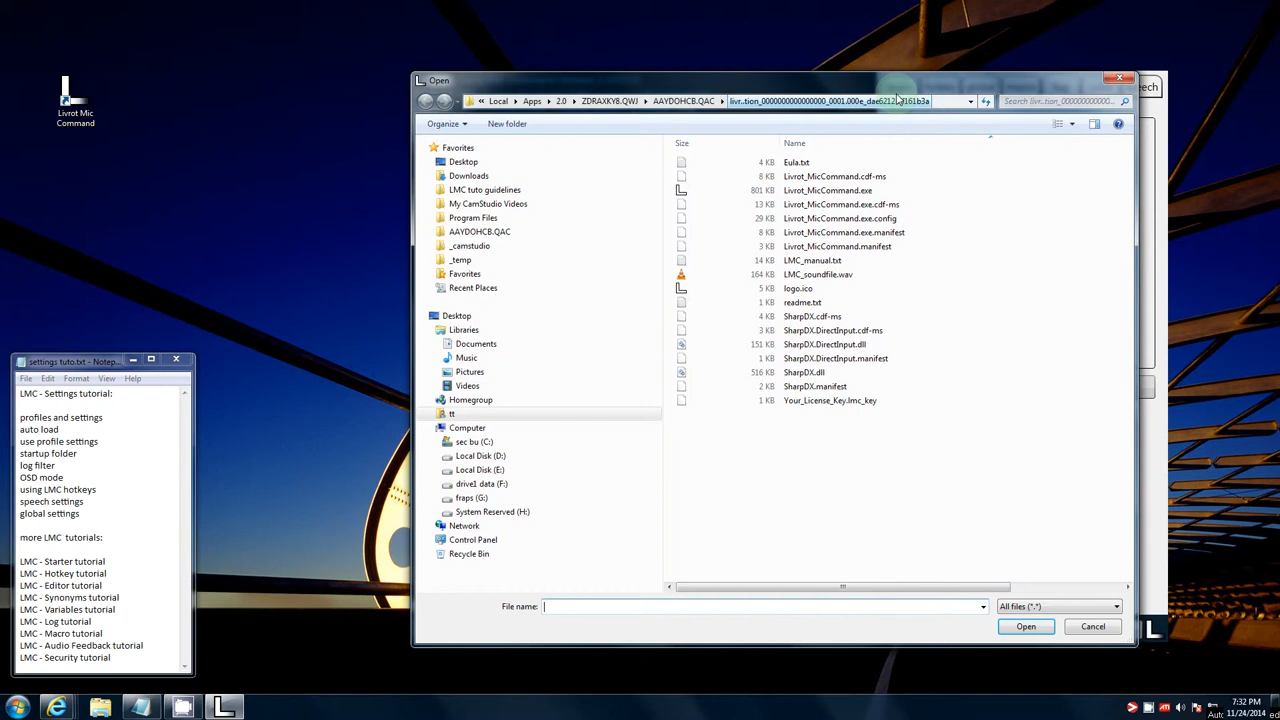 Livrot Mic
Command
Open
Local
Apps
2.0
ZDRAXKY8.QWJ
AAYDOHCB.QAC
Search livr...tion_00000000000...
eech
Organize
New folder
Favorites
Desktop
Downloads
LMC tuto guidelines
My CamStudio Videos
Program Files
AAYDOHCB.QAC
_camstudio
_temp
Favorites
Recent Places
Desktop
Libraries
Documents
Music
Pictures
Videos
Homegroup
tt
Computer
sec bu (C:)
Local Disk (D:)
Local Disk (E:)
drive1 data (F:)
fraps (G:)
System Reserved (H:)
Network
Control Panel
Recycle Bin
Size Name
4 KB Eula.txt
8 KB Livrot_MicCommand.cdf-ms
801 KB Livrot_MicCommand.exe
13 KB Livrot_MicCommand.exe.cdf-ms
29 KB Livrot_MicCommand.exe.config
8 KB Livrot_MicCommand.exe.manifest
3 KB Livrot_MicCommand.manifest
14 KB LMC_manual.txt
164 KB LMC_soundfile.wav
5 KB logo.ico
1 KB readme.txt
4 KB SharpDX.cdf-ms
3 KB SharpDX.DirectInput.cdf-ms
151 KB SharpDX.DirectInput.dll
1 KB SharpDX.DirectInput.manifest
516 KB SharpDX.dll
2 KB SharpDX.manifest
1 KB Your_License_Key.lmc_key
File name:
All files (*.*)
Open
Cancel
settings tuto.txt - Notep...
File Edit Format View Help
LMC - Settings tutorial:
profiles and settings
auto load
use profile settings
startup folder
log filter
OSD mode
using LMC hotkeys
speech settings
global settings
more LMC tutorials:
LMC - Starter tutorial
LMC - Hotkey tutorial
LMC - Editor tutorial
LMC - Synonyms tutorial
LMC - Variables tutorial
LMC - Log tutorial
LMC - Macro tutorial
LMC - Audio Feedback tutorial
LMC - Security tutorial
7:32 PM
11/24/2014